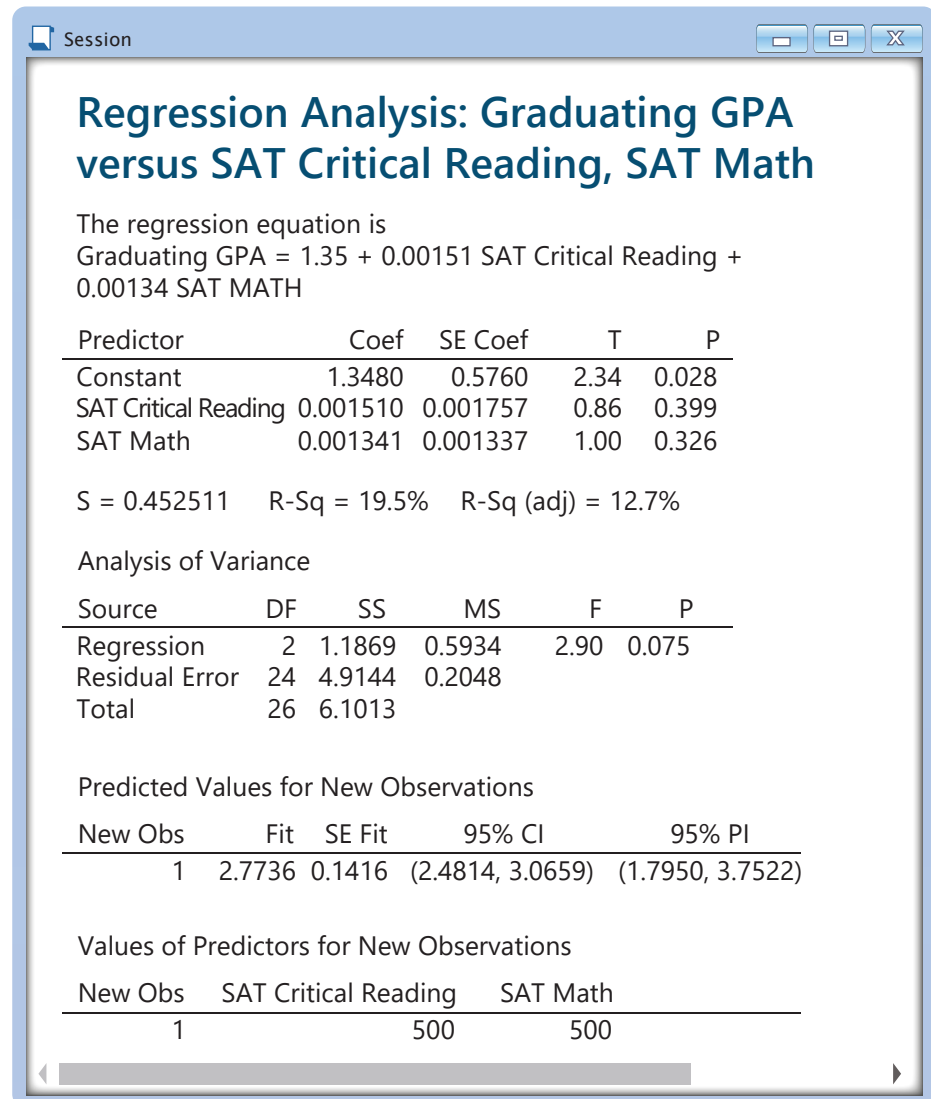 Session
Regression Analysis: Graduating GPA
versus SAT Critical Reading, SAT Math
The regression equation is
Graduating GPA = 1.35 + 0.00151 SAT Critical Reading +
0.00134 SAT MATH
Predictor Coef SE Coef T P
Constant 1.3480 0.5760 2.34 0.028
SAT Critical Reading 0.001510 0.001757 0.86 0.399
SAT Math 0.001341 0.001337 1.00 0.326
S = 0.452511 R-Sq = 19.5% R-Sq (adj) = 12.7%
Analysis of Variance
Source DF SS MS F P
Regression 2 1.1869 0.5934 2.90 0.075
Residual Error 24 4.9144 0.2048
Total 26 6.1013
Predicted Values for New Observations
New Obs Fit SE Fit 95% CI 95% PI
1 2.7736 0.1416 (2.4814, 3.0659) (1.7950, 3.7522)
Values of Predictors for New Observations
New Obs SAT Critical Reading SAT Math
1 500 500